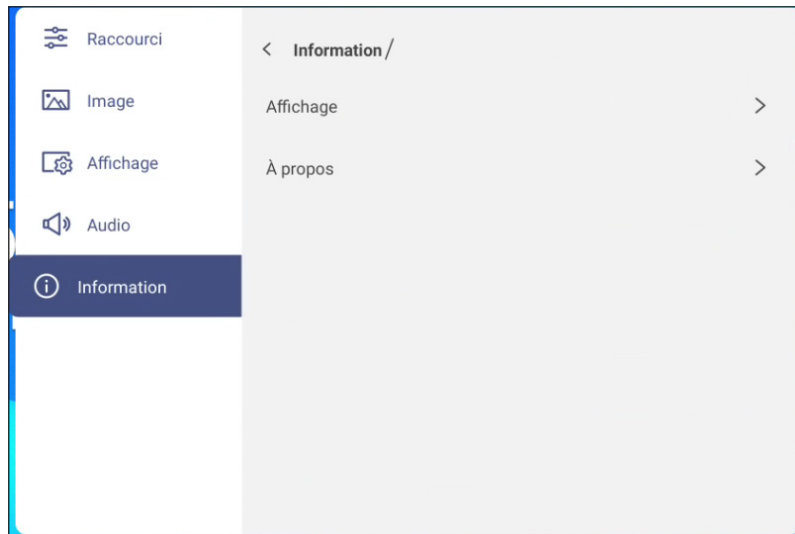 Raccourci
Image
Affichage
Audio
Information
Information/
Affichage
À propos